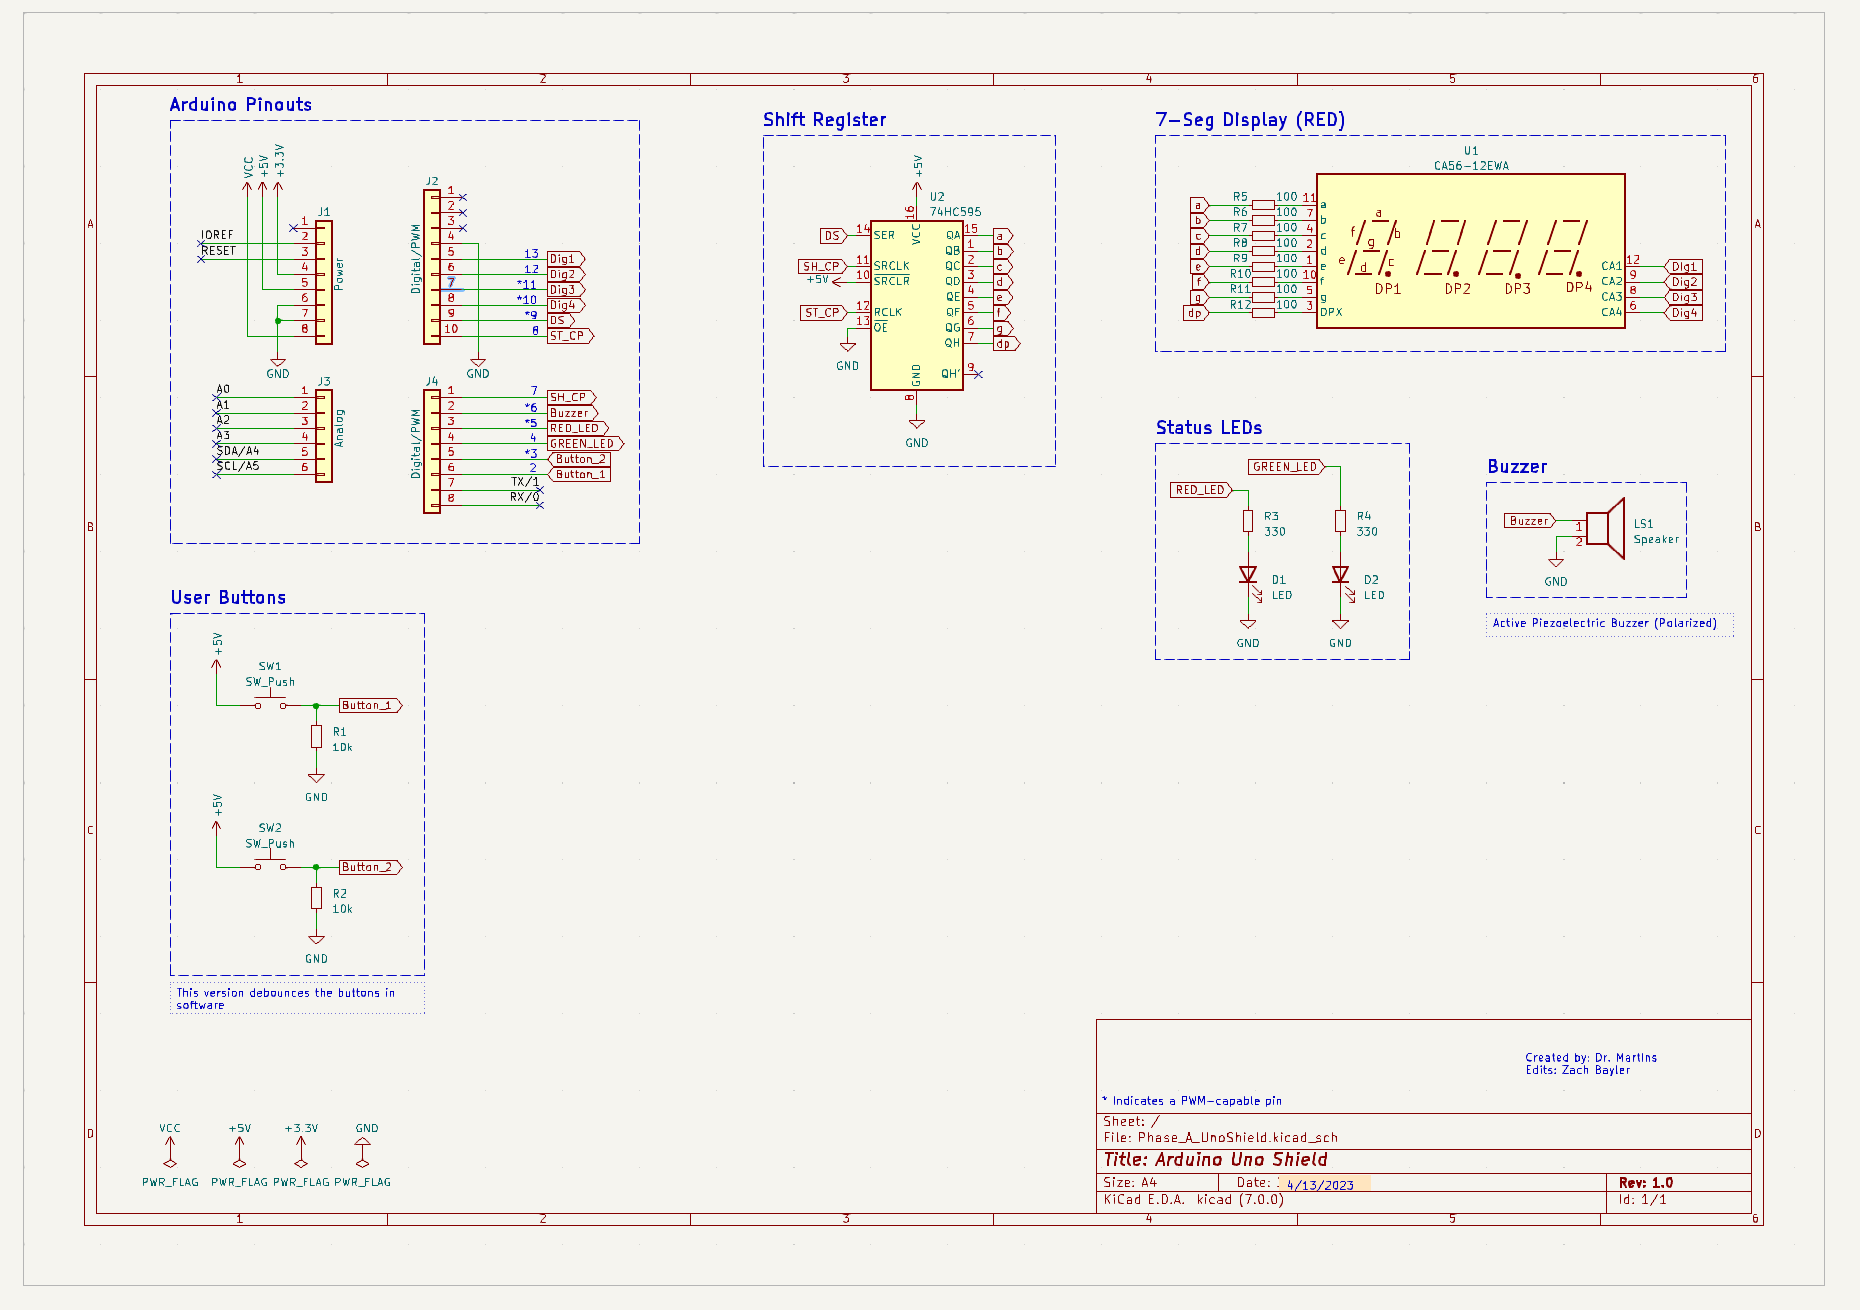 1 2 3 4 5 6
A
B
C
D
A
B
C
D
1 2 3 4 5 6
Arduino Pinouts
VCC
+5V
+3.3V
J1
1
2
3
4
5
6
7
8
IOREF
RESET
Power
GND
J2
1
2
3
4
5
6
7
8
9
10
Digital/PWM
13 Dig1
12 Dig2
*11 Dig3
*10 Dig4
*9 DS
8 ST_CP
GND
J3
A0 1
A1 2
A2 3
A3 4
SDA/A4 5
SCL/A5 6
Analog
J4
Digital/PWM
1 7 SH_CP
2 *6 Buzzer
3 *5 RED_LED
4 4 GREEN_LED
5 *3 Button_2
6 2 Button_1
7 TX/1
8 RX/0
Shift Register
+5V
U2
74HC595
16
VCC
DS 14 SER
SH_CP 11 SRCLK
+5V 10 SRCLR
ST_CP 12 RCLK
13 OE
GND
QA 15 a
QB 1 b
QC 2 c
QD 3 d
QE 4 e
QF 5 f
QG 6 g
QH 7 dp
QH' 9
GND
8
GND
7-Seg Display (RED)
U1
CA56-12EWA
a R5 100 11 a
b R6 100 7 b
c R7 100 4 c
d R8 100 2 d
e R9 100 1 e
f R10 100 10 f
g R11 100 5 g
dp R12 100 3 DPX
a
f b
g
e c
d
DP1 DP2 DP3 DP4
CA1 12 Dig1
CA2 9 Dig2
CA3 8 Dig3
CA4 6 Dig4
Status LEDs
GREEN_LED
RED_LED
R3
330
R4
330
D1
LED
D2
LED
GND
GND
Buzzer
Buzzer 1
2
LS1
Speaker
GND
Active Piezoelectric Buzzer (Polarized)
User Buttons
+5V
SW1
SW_Push
Button_1
R1
10k
GND
+5V
SW2
SW_Push
Button_2
R2
10k
GND
This version debounces the buttons in
software
VCC +5V +3.3V GND
PWR_FLAG PWR_FLAG PWR_FLAG PWR_FLAG
Created by: Dr. Martins
Edits: Zach Bayler
* Indicates a PWM-capable pin
Sheet: /
File: Phase_A_UnoShield.kicad_sch
Title: Arduino Uno Shield
Size: A4 Date: 4/13/2023 Rev: 1.0
KiCad E.D.A. kicad (7.0.0) Id: 1/1